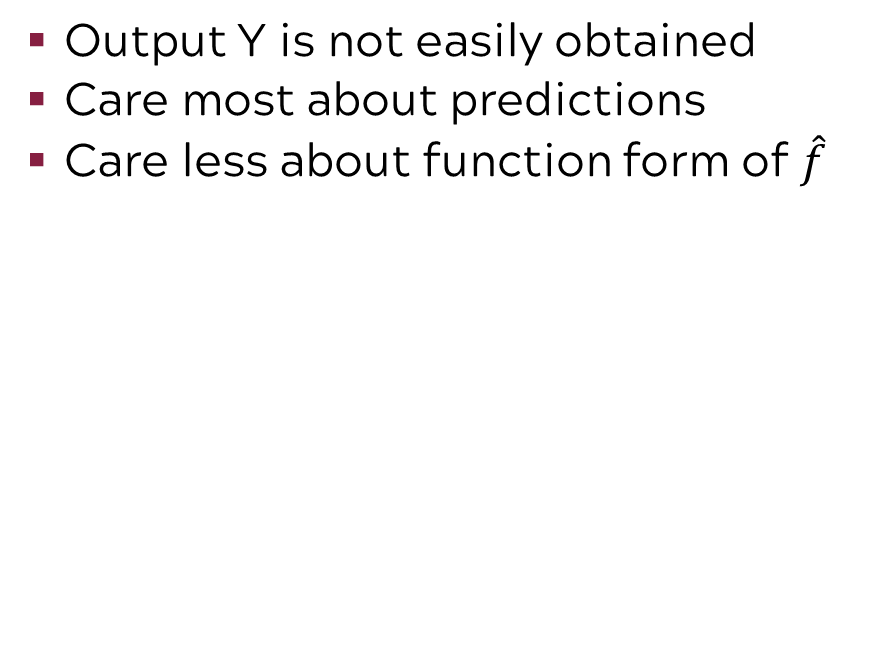 ▪ Output Y is not easily obtained
▪ Care most about predictions
▪ Care less about function form of f̂